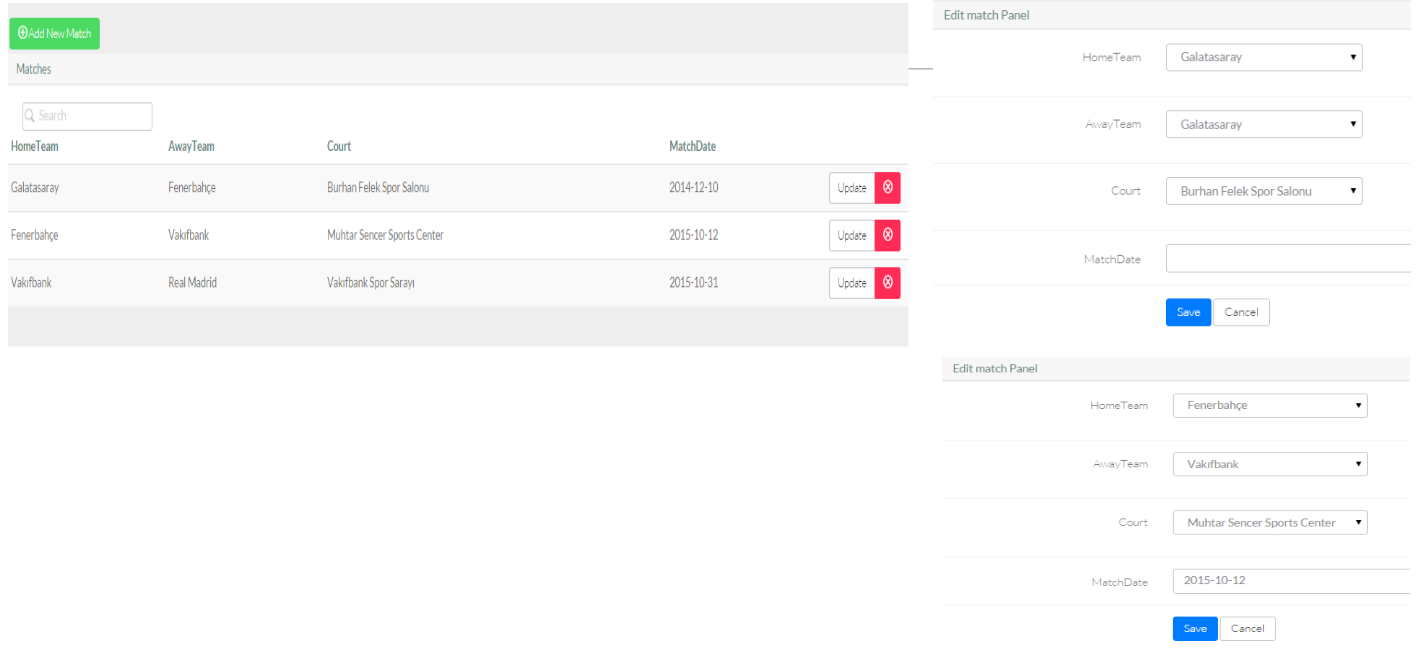 Add New Match
Matches
Search
HomeTeam AwayTeam Court MatchDate
Galatasaray Fenerbahçe Burhan Felek Spor Salonu 2014-12-10 Update
Fenerbahçe Vakıfbank Muhtar Sencer Sports Center 2015-10-12 Update
Vakıfbank Real Madrid Vakıfbank Spor Sarayı 2015-10-31 Update
Edit match Panel
HomeTeam Galatasaray
AwayTeam Galatasaray
Court Burhan Felek Spor Salonu
MatchDate
Save Cancel
Edit match Panel
HomeTeam Fenerbahçe
AwayTeam Vakıfbank
Court Muhtar Sencer Sports Center
MatchDate 2015-10-12
Save Cancel